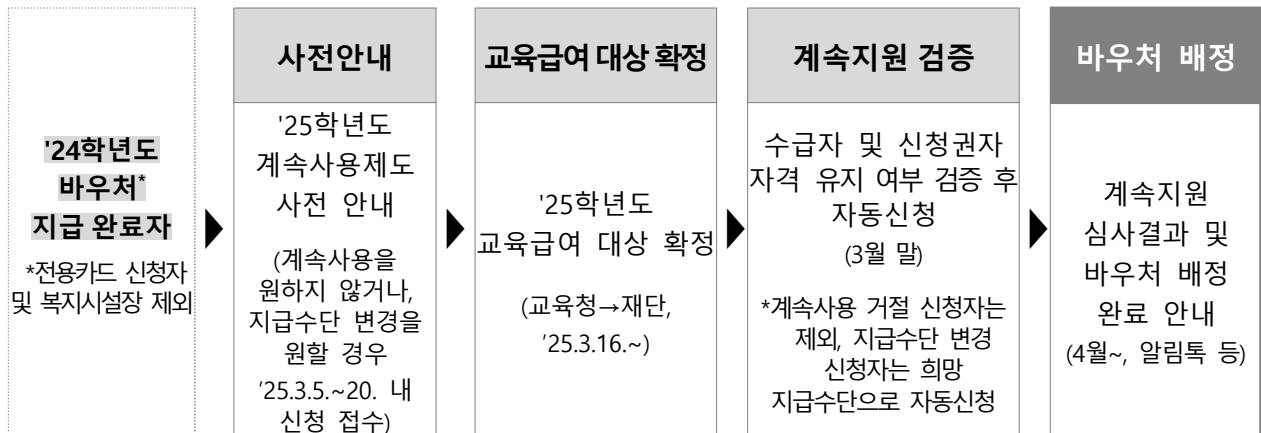 '24학년도
바우처*
지급 완료자
*전용카드 신청자
및 복지시설장 제외
사전안내
'25학년도
계속사용제도
사전 안내
(계속사용을
원하지 않거나,
지급수단 변경을
원할 경우
'25.3.5.~20. 내
신청 접수)
교육급여 대상 확정
'25학년도
교육급여 대상 확정
(교육청→재단,
'25.3.16.~)
계속지원 검증
수급자 및 신청권자
자격 유지 여부 검증 후
자동신청
(3월 말)
*계속사용 거절 신청자는
제외, 지급수단 변경
신청자는 희망
지급수단으로 자동신청
바우처 배정
계속지원
심사결과 및
바우처 배정
완료 안내
(4월~, 알림톡 등)